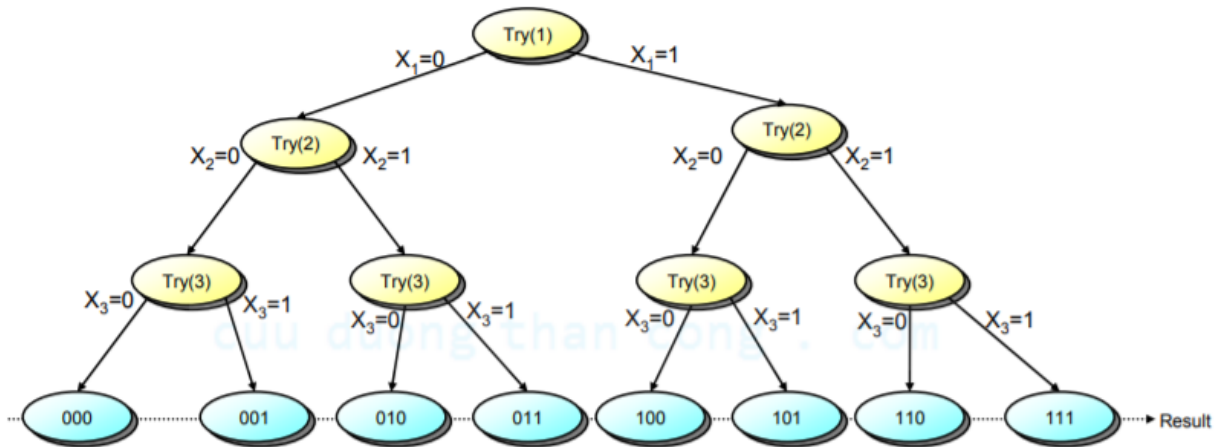 Try(1)
X1=0 X1=1
Try(2) Try(2)
X2=0 X2=1 X2=0 X2=1
Try(3) Try(3) Try(3) Try(3)
X3=0 X3=1 X3=0 X3=1 X3=0 X3=1 X3=0 X3=1
cuu duong than cong . com
000 001 010 011 100 101 110 111 Result